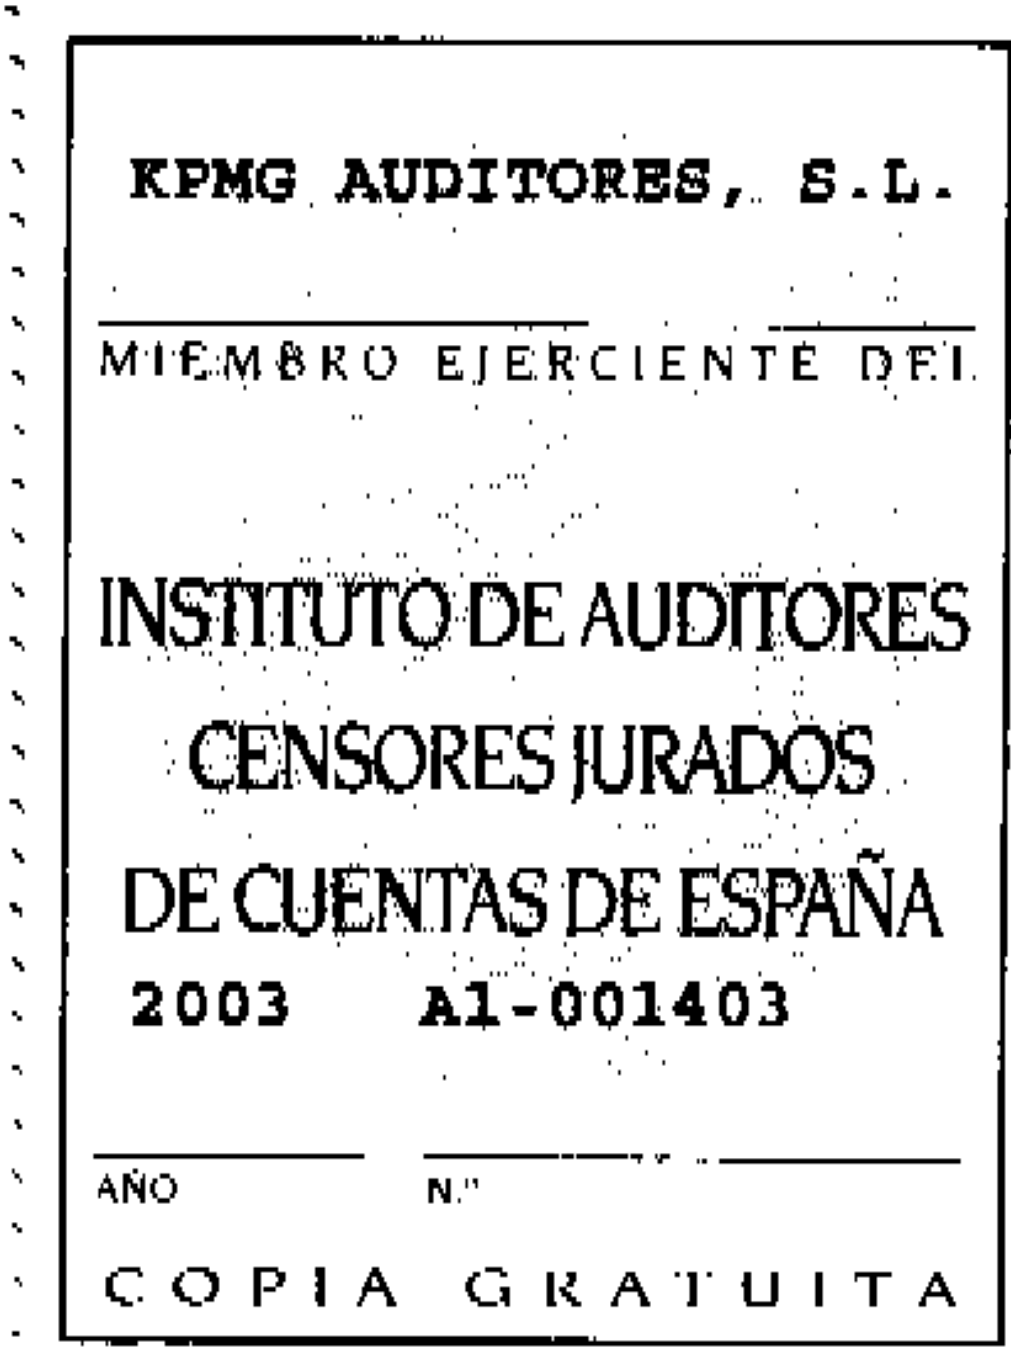 KPMG AUDITORES, S.L.
MIEMBRO EJERCIENTE DEL
INSTITUTO DE AUDITORES
CENSORES JURADOS
DE CUENTAS DE ESPAÑA
2003 A1-001403
AÑO N.º
COPIA GRATUITA